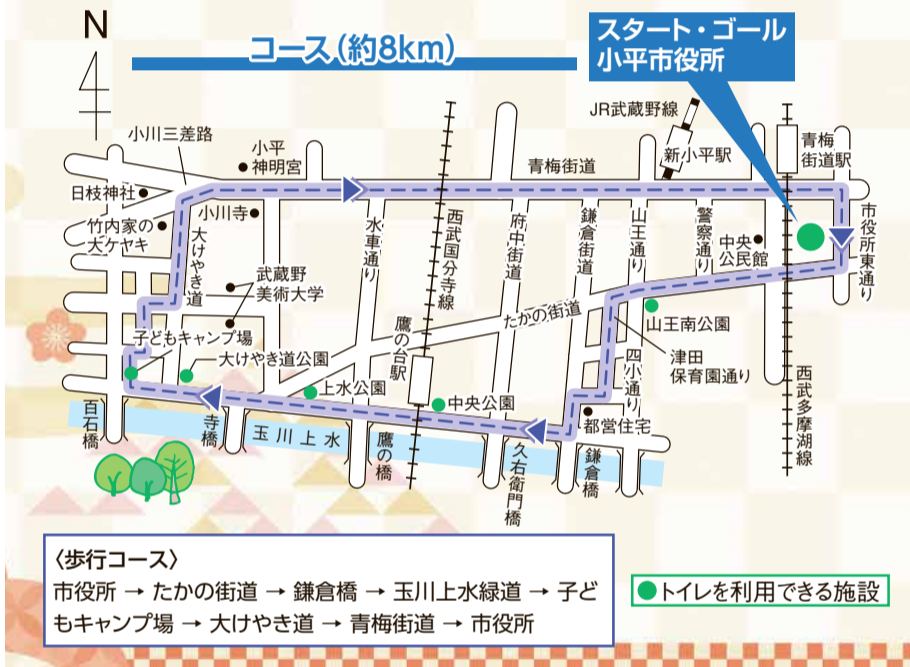 N
コース(約8km)
スタート・ゴール
小平市役所
JR武蔵野線
小川三差路
小平
神明宮
青梅街道
新小平駅
青梅
街道駅
日枝神社
小川寺
竹内家の
大ケヤキ
大けやき道
水車通り
西武国分寺線
府中街道
鎌倉街道
山王通り
警察通り
中央
公民館
市役所東通り
武蔵野
美術大学
たかの街道
山王南公園
子どもキャンプ場
大けやき道公園
鷹の台駅
四小通り
津田
保育園通り
上水公園
中央公園
都営住宅
西武多摩湖線
百石橋
寺橋
玉川上水
鷹の橋
久右衛門橋
鎌倉橋
〈歩行コース〉
市役所 → たかの街道 → 鎌倉橋 → 玉川上水緑道 → 子ど
もキャンプ場 → 大けやき道 → 青梅街道 → 市役所
トイレを利用できる施設